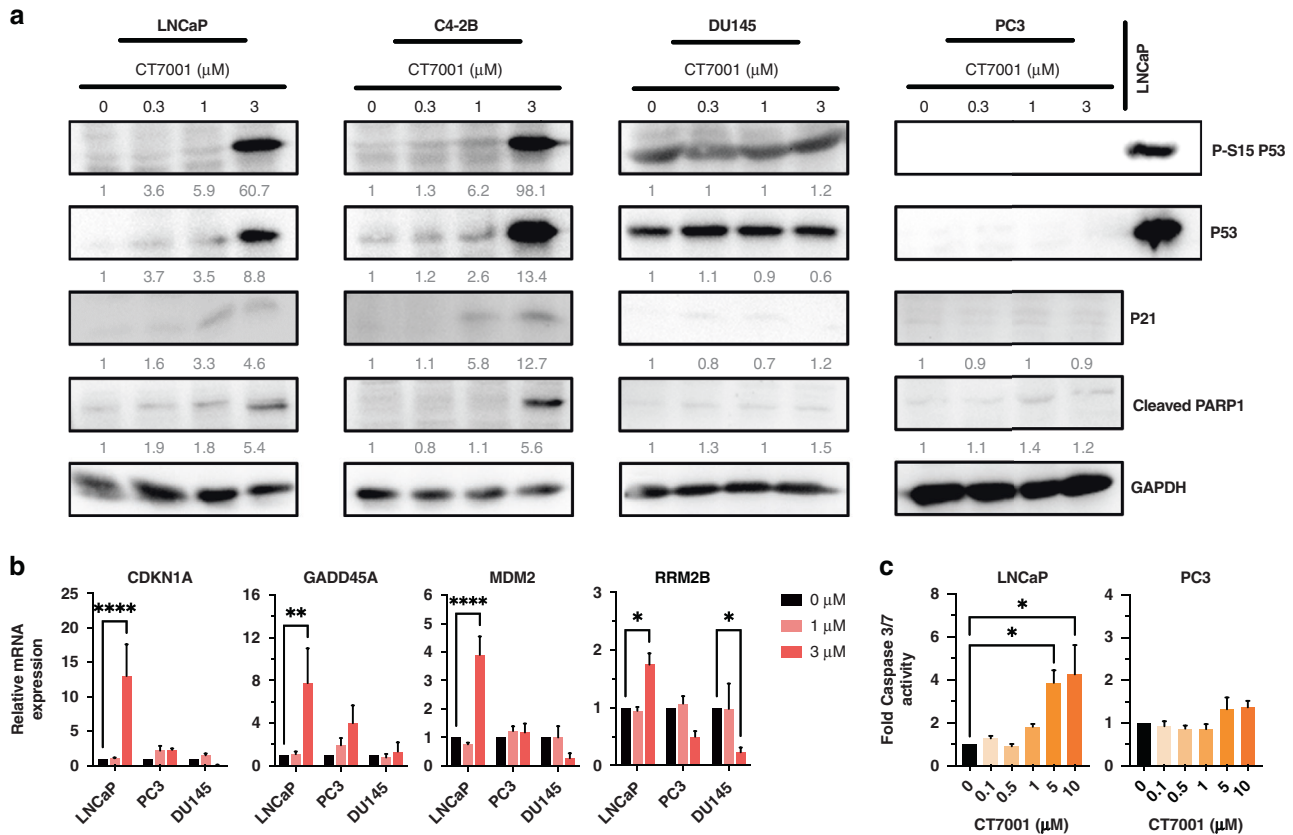 a
LNCaP C4-2B DU145 PC3 LNCaP
CT7001 (μM) CT7001 (μM) CT7001 (μM) CT7001 (μM)
0 0.3 1 3 0 0.3 1 3 0 0.3 1 3 0 0.3 1 3
P-S15 P53
1 3.6 5.9 60.7 1 1.3 6.2 98.1 1 1 1 1.2
P53
1 3.7 3.5 8.8 1 1.2 2.6 13.4 1 1.1 0.9 0.6
P21
1 1.6 3.3 4.6 1 1.1 5.8 12.7 1 0.8 0.7 1.2 1 0.9 1 0.9
Cleaved PARP1
1 1.9 1.8 5.4 1 0.8 1.1 5.6 1 1.3 1 1.5 1 1.1 1.4 1.2
GAPDH
b
Relative mRNA
expression
CDKN1A
25
20
15
10
5
0
****
LNCaP PC3 DU145
GADD45A
16
12
8
4
0
**
LNCaP PC3 DU145
MDM2
6
5
4
3
2
1
0
****
LNCaP PC3 DU145
RRM2B
3
2
1
0
* *
LNCaP PC3 DU145
0 μM
1 μM
3 μM
c
Fold Caspase 3/7
activity
LNCaP
8
6
4
2
0
*
*
0 0.1 0.5 1 5 10
CT7001 (μM)
PC3
4
3
2
1
0
0 0.1 0.5 1 5 10
CT7001 (μM)